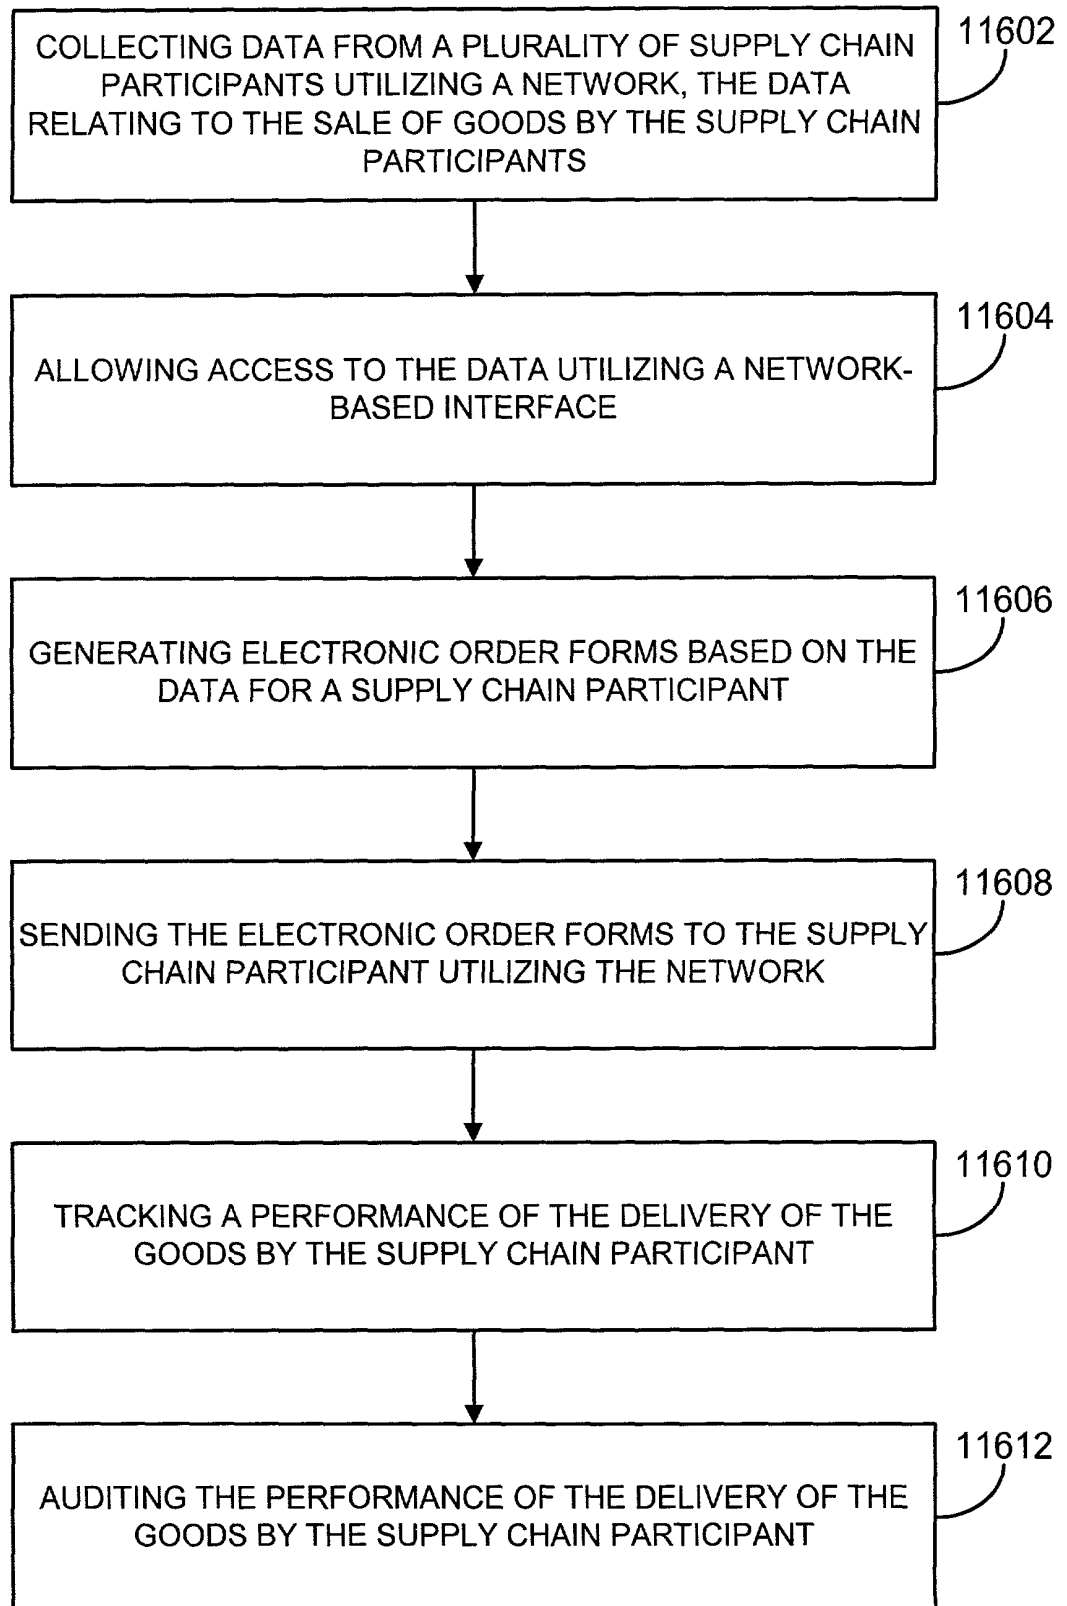 COLLECTING DATA FROM A PLURALITY OF SUPPLY CHAIN
PARTICIPANTS UTILIZING A NETWORK, THE DATA
RELATING TO THE SALE OF GOODS BY THE SUPPLY CHAIN
PARTICIPANTS
11602
ALLOWING ACCESS TO THE DATA UTILIZING A NETWORK-
BASED INTERFACE
11604
GENERATING ELECTRONIC ORDER FORMS BASED ON THE
DATA FOR A SUPPLY CHAIN PARTICIPANT
11606
SENDING THE ELECTRONIC ORDER FORMS TO THE SUPPLY
CHAIN PARTICIPANT UTILIZING THE NETWORK
11608
TRACKING A PERFORMANCE OF THE DELIVERY OF THE
GOODS BY THE SUPPLY CHAIN PARTICIPANT
11610
AUDITING THE PERFORMANCE OF THE DELIVERY OF THE
GOODS BY THE SUPPLY CHAIN PARTICIPANT
11612